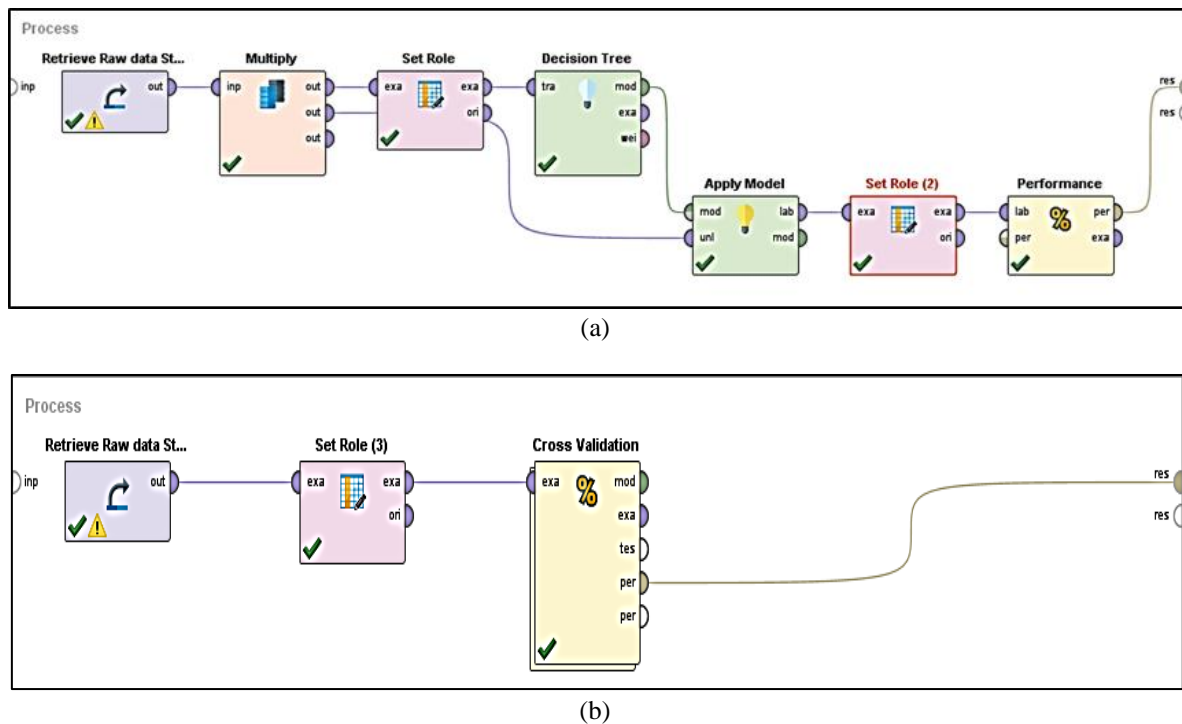 Process
Retrieve Raw data St... Multiply Set Role Decision Tree
inp out inp out exa exa tra mod res
out ori exa res
out wei
Apply Model Set Role (2) Performance
mod lab exa exa lab per
unl mod ori per exa
(a)
Process
Retrieve Raw data St... Set Role (3) Cross Validation
inp out exa exa exa mod res
ori exa res
tes
per
per
(b)